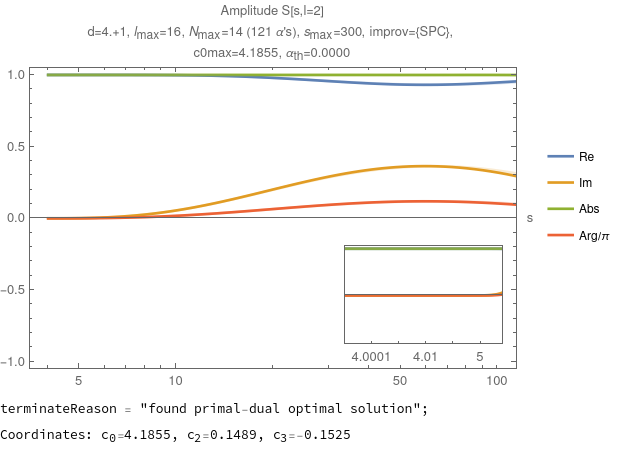 Amplitude S[s,l=2]
d=4.+1, lmax=16, Nmax=14 (121 α's), smax=300, improv={SPC},
c0max=4.1855, αth=0.0000
1.0
0.5
0.0
-0.5
-1.0
5
10
50
100
s
Re
Im
Abs
Arg/π
4.0001
4.01
5
terminateReason = "found primal-dual optimal solution";
Coordinates: c0=4.1855, c2=0.1489, c3=-0.1525